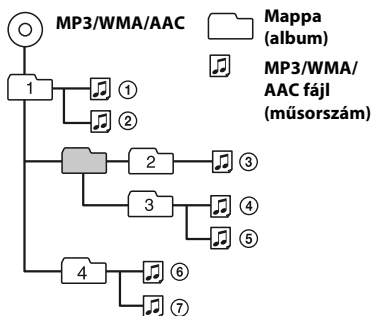 MP3/WMA/AAC
Mappa
(album)
MP3/WMA/
AAC fájl
(műsorszám)
1
①
②
2
③
3
④
⑤
4
⑥
⑦